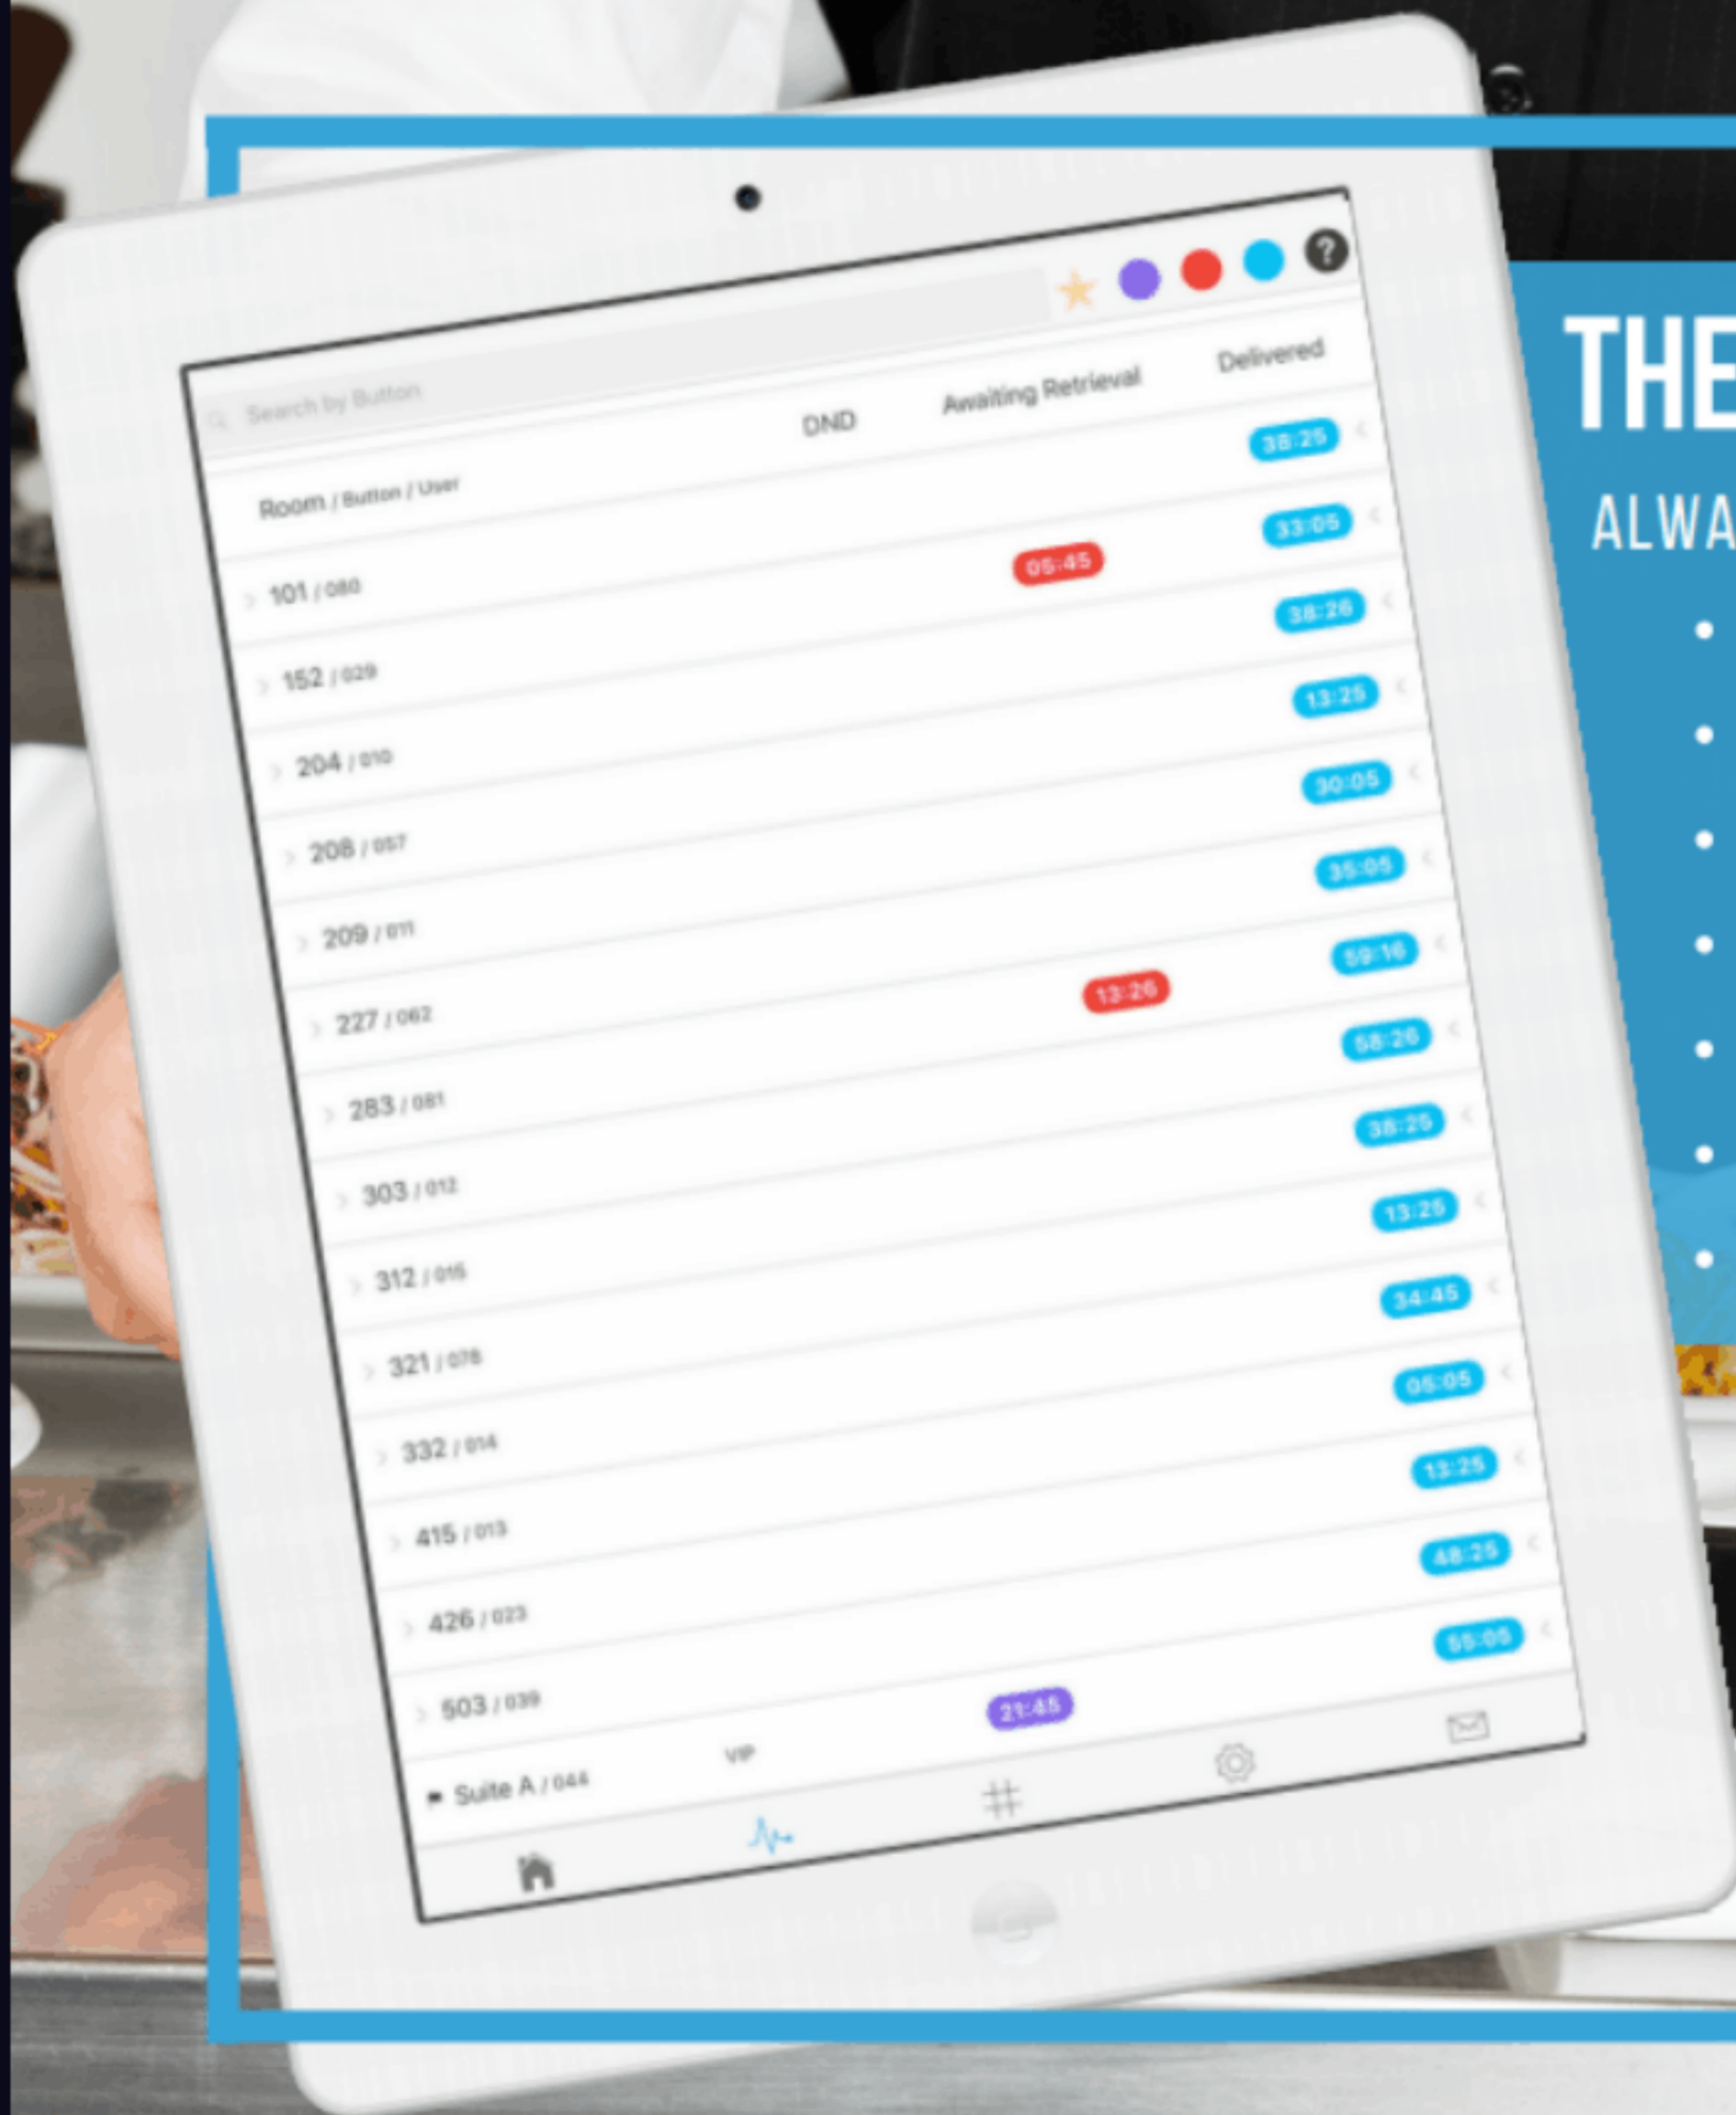 Search by Button ?
Room / Button / User DND Awaiting Retrieval Delivered
101 / 080 38:25
152 / 029 05:45 33:05
204 / 010 38:26
208 / 057 13:25
209 / 011 30:05
227 / 062 35:05
283 / 081 13:26 59:16
303 / 012 58:26
312 / 015 38:25
321 / 078 13:25
332 / 014 34:45
415 / 013 05:05
426 / 023 13:25
503 / 039 48:25
Suite A / 044 VIP 21:45 55:05
THE
ALWA